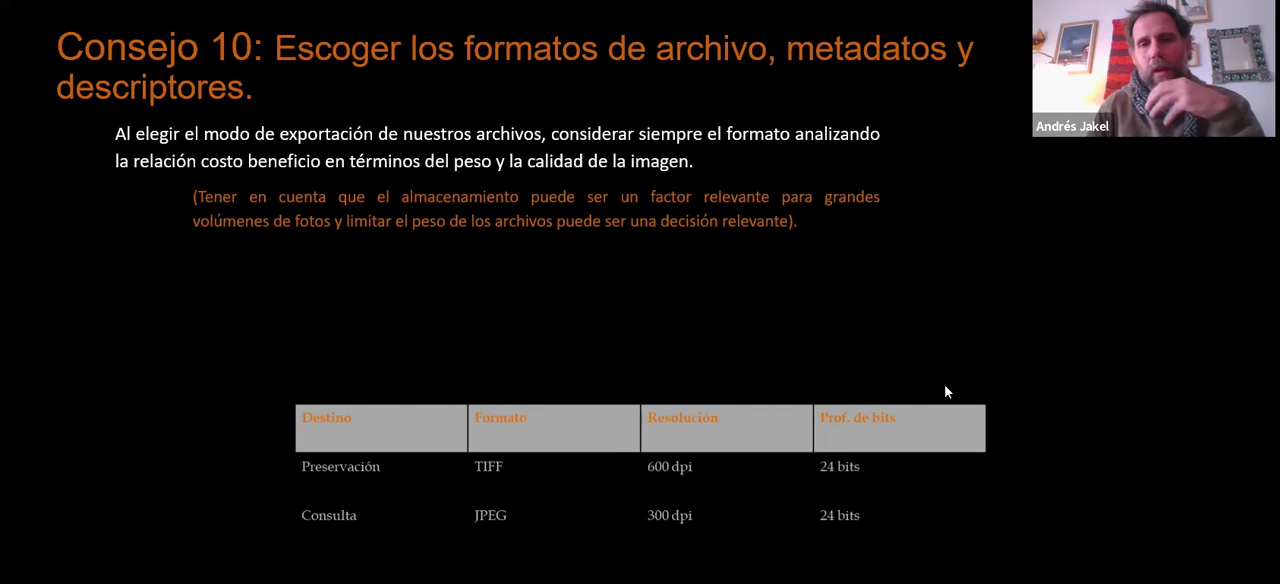 Consejo 10: Escoger los formatos de archivo, metadatos y
descriptores.
Al elegir el modo de exportación de nuestros archivos, considerar siempre el formato analizando
la relación costo beneficio en términos del peso y la calidad de la imagen.
(Tener en cuenta que el almacenamiento puede ser un factor relevante para grandes
volúmenes de fotos y limitar el peso de los archivos puede ser una decisión relevante).
Andrés Jakel
Destino Formato Resolución Prof. de bits
Preservación TIFF 600 dpi 24 bits
Consulta JPEG 300 dpi 24 bits